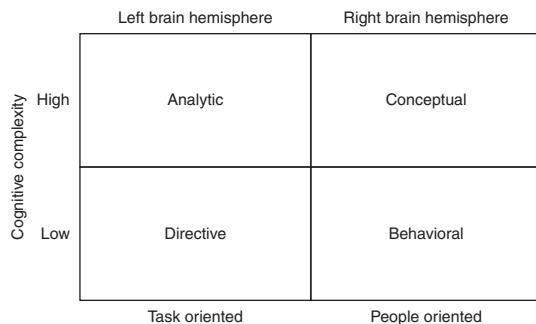 Left brain hemisphere
Right brain hemisphere
Cognitive complexity
High
Analytic
Conceptual
Low
Directive
Behavioral
Task oriented
People oriented